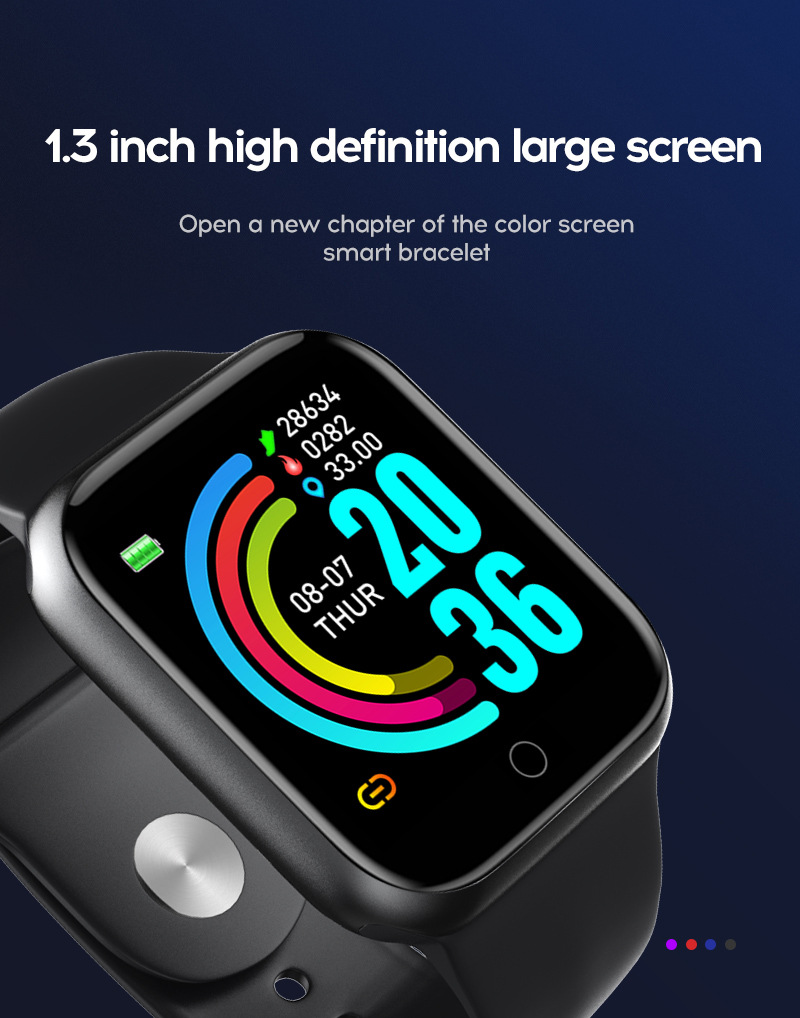 1.3 inch high definition large screen
Open a new chapter of the color screen
smart bracelet
28634
0282
33.00
20
36
08-07
THUR